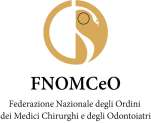 FNOMCeO
Federazione Nazionale degli Ordini
dei Medici Chirurghi e degli Odontoiatri